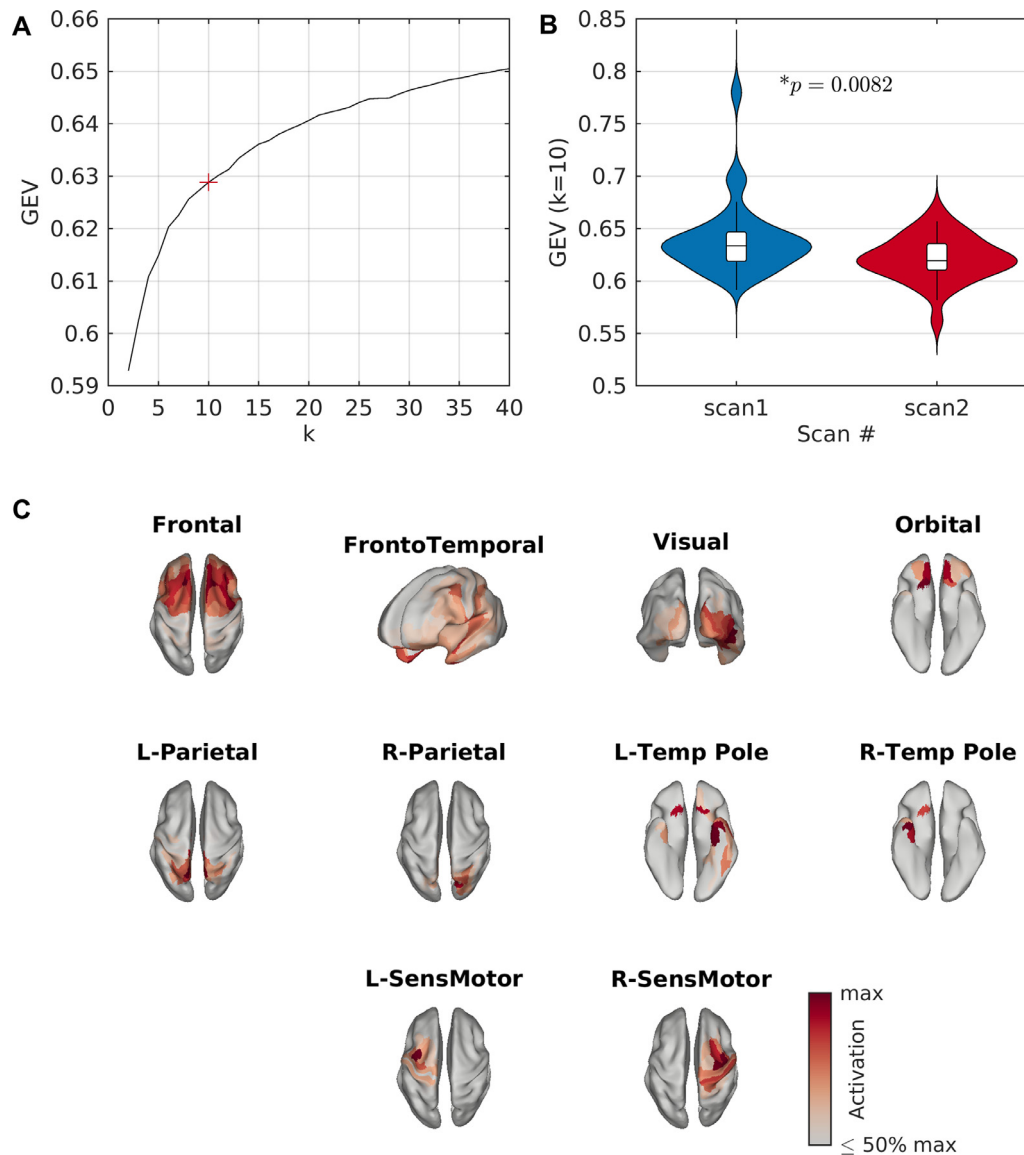 A
0.66
0.65
0.64
0.63
0.62
0.61
0.6
0.59
GEV
0 5 10 15 20 25 30 35 40
k
B
0.85
0.8
0.75
0.7
0.65
0.6
0.55
0.5
GEV (k=10)
*p = 0.0082
scan1 scan2
Scan #
C
Frontal
FrontoTemporal
Visual
Orbital
L-Parietal
R-Parietal
L-Temp Pole
R-Temp Pole
L-SensMotor
R-SensMotor
max
Activation
≤ 50% max